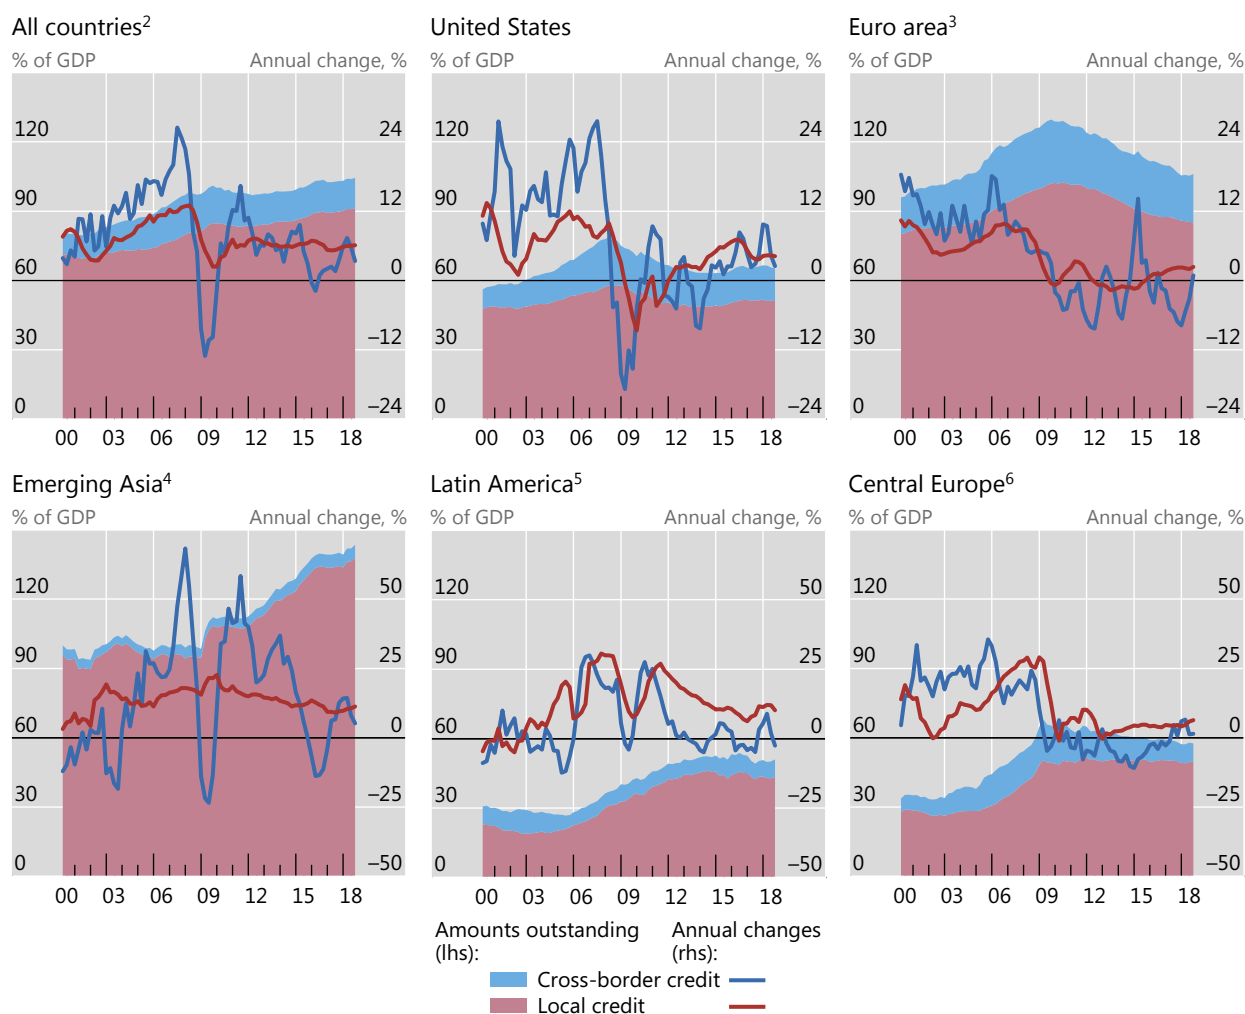 All countries2
United States
Euro area3
% of GDP Annual change, %
% of GDP Annual change, %
% of GDP Annual change, %
120 24
90 12
60 0
30 –12
0 –24
00 03 06 09 12 15 18
120 24
90 12
60 0
30 –12
0 –24
00 03 06 09 12 15 18
120 24
90 12
60 0
30 –12
0 –24
00 03 06 09 12 15 18
Emerging Asia4
Latin America5
Central Europe6
% of GDP Annual change, %
% of GDP Annual change, %
% of GDP Annual change, %
120 50
90 25
60 0
30 –25
0 –50
00 03 06 09 12 15 18
120 50
90 25
60 0
30 –25
0 –50
00 03 06 09 12 15 18
120 50
90 25
60 0
30 –25
0 –50
00 03 06 09 12 15 18
Amounts outstanding
(lhs):
Annual changes
(rhs):
Cross-border credit
Local credit